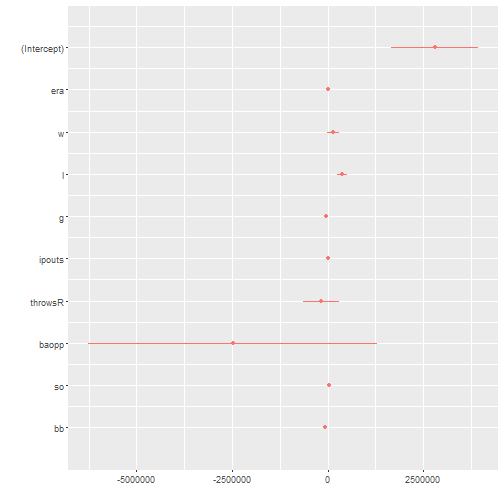 (Intercept)
era
w
l
g
ipouts
throwsR
baopp
so
bb
-5000000 -2500000 0 2500000